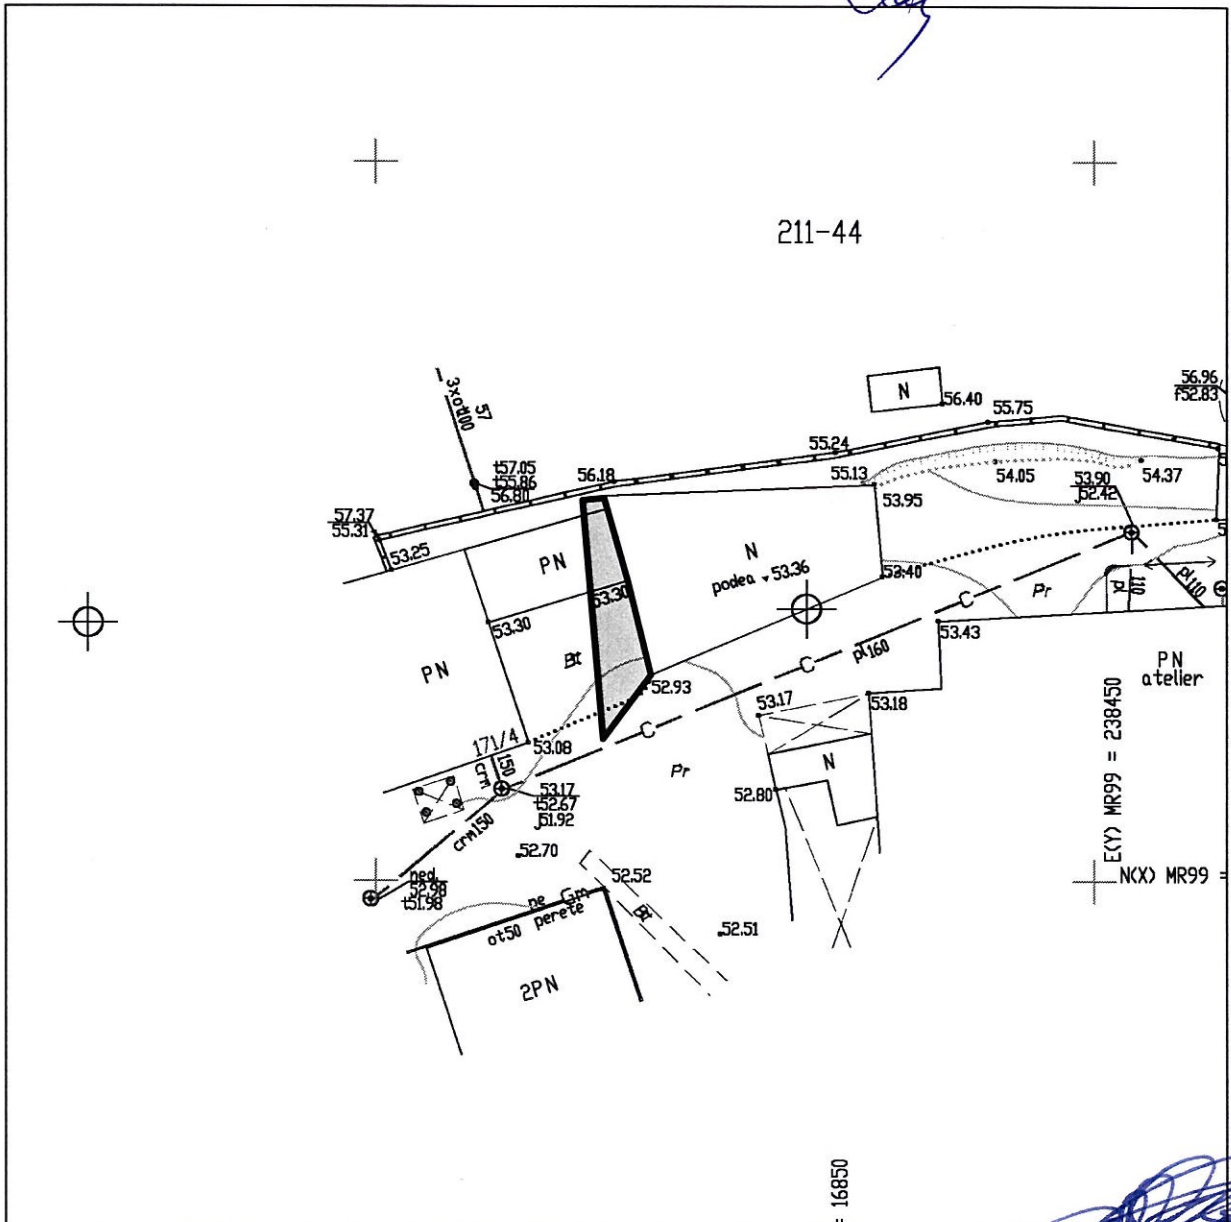 211-44
N
56.40
55.75
56.96
f52.83
57
3xot100
55.24
t57.05
t55.86
56.80
56.18
55.13
53.95
54.05
53.90
j52.42
54.37
57.37
55.31
53.25
PN
N
podea 53.36
53.30
52.40
Pr
pl
110
pl110
C
53.30
53.43
PN
Bt
pl160
PN
atelier
52.93
C
53.17
53.18
C
171/4
53.08
crm
150
N
Pr
53.17
t52.67
j51.92
52.80
crm150
52.70
E(Y) MR99 = 238450
ned.
52.98
t51.98
52.52
N(X) MR99 =
ne Gm
ot50 perete
Bt
52.51
2PN
= 16850